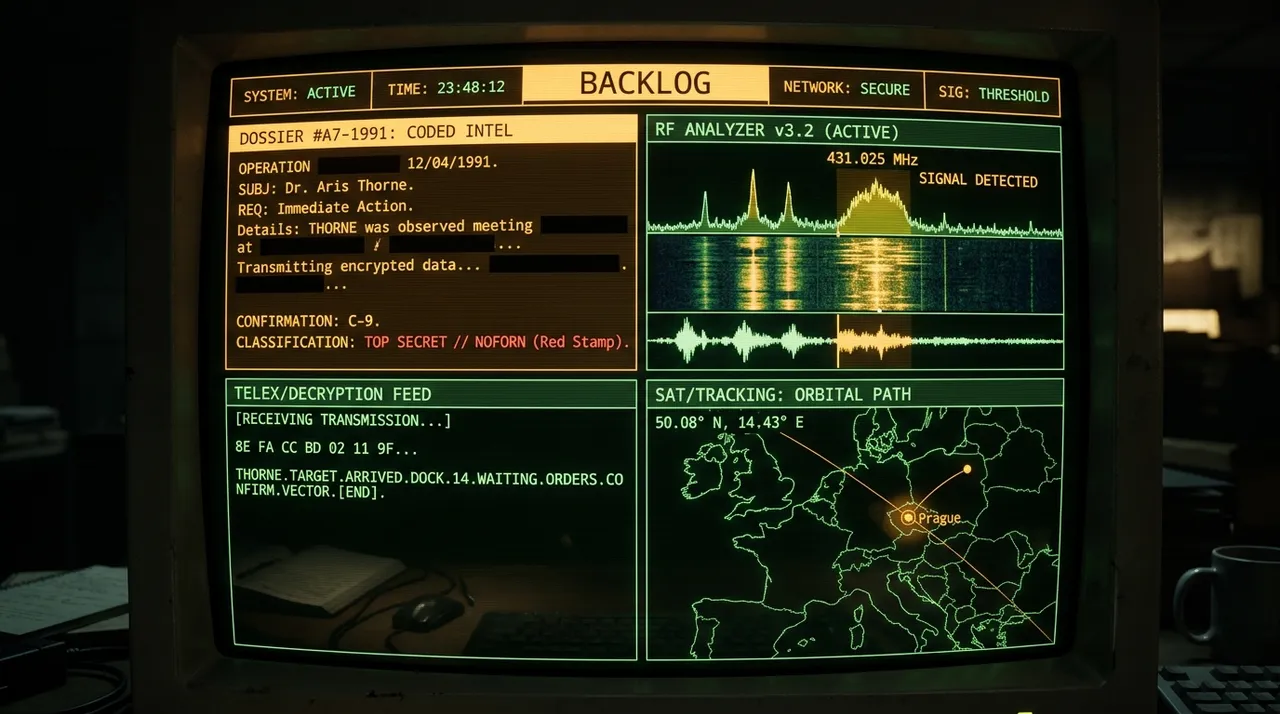 SYSTEM: ACTIVE
TIME: 23:48:12
BACKLOG
NETWORK: SECURE
SIG: THRESHOLD
DOSSIER #A7-1991: CODED INTEL
OPERATION 12/04/1991.
SUBJ: Dr. Aris Thorne.
REQ: Immediate Action.
Details: THORNE was observed meeting
at / ...
Transmitting encrypted data... .
...
CONFIRMATION: C-9.
CLASSIFICATION: TOP SECRET // NOFORN (Red Stamp).
RF ANALYZER v3.2 (ACTIVE)
431.025 MHz
SIGNAL DETECTED
TELEX/DECRYPTION FEED
[RECEIVING TRANSMISSION...]
8E FA CC BD 02 11 9F...
THORNE.TARGET.ARRIVED.DOCK.14.WAITING.ORDERS.CO
NFIRM.VECTOR.[END].
SAT/TRACKING: ORBITAL PATH
50.08° N, 14.43° E
Prague